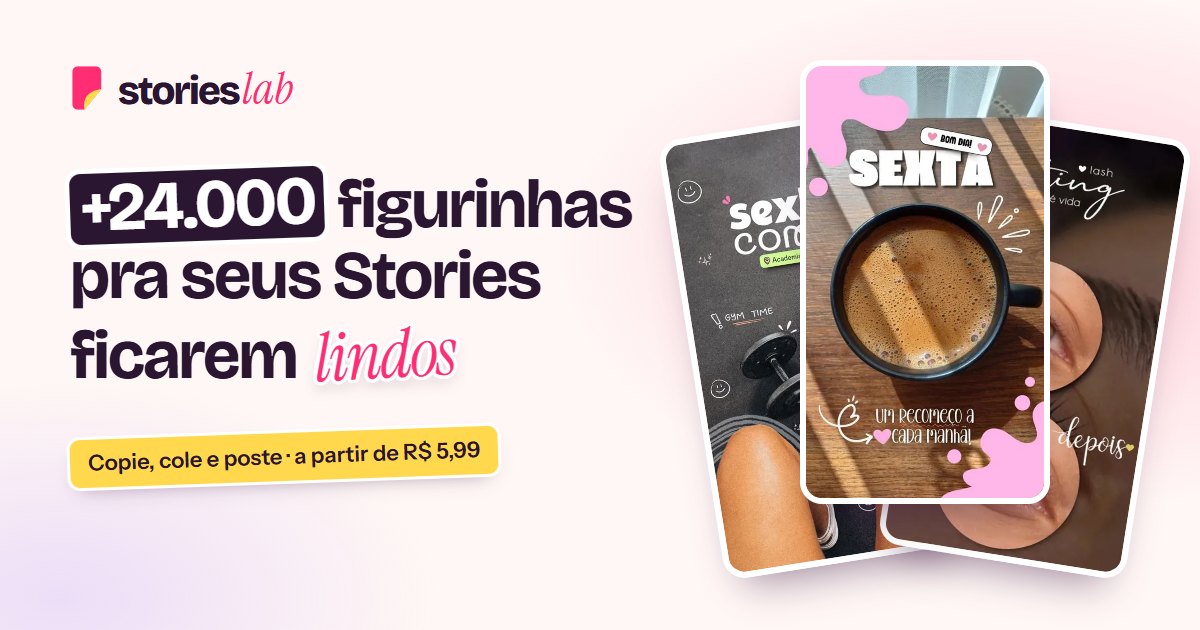 storieslab
+24.000 figurinhas
pra seus Stories
ficarem lindos
Copie, cole e poste · a partir de R$ 5,99
GYM TIME
BOM DIA!
SEXTA
UM RECOMEÇO A
CADA MANHÃ!
lash
é vida
depois